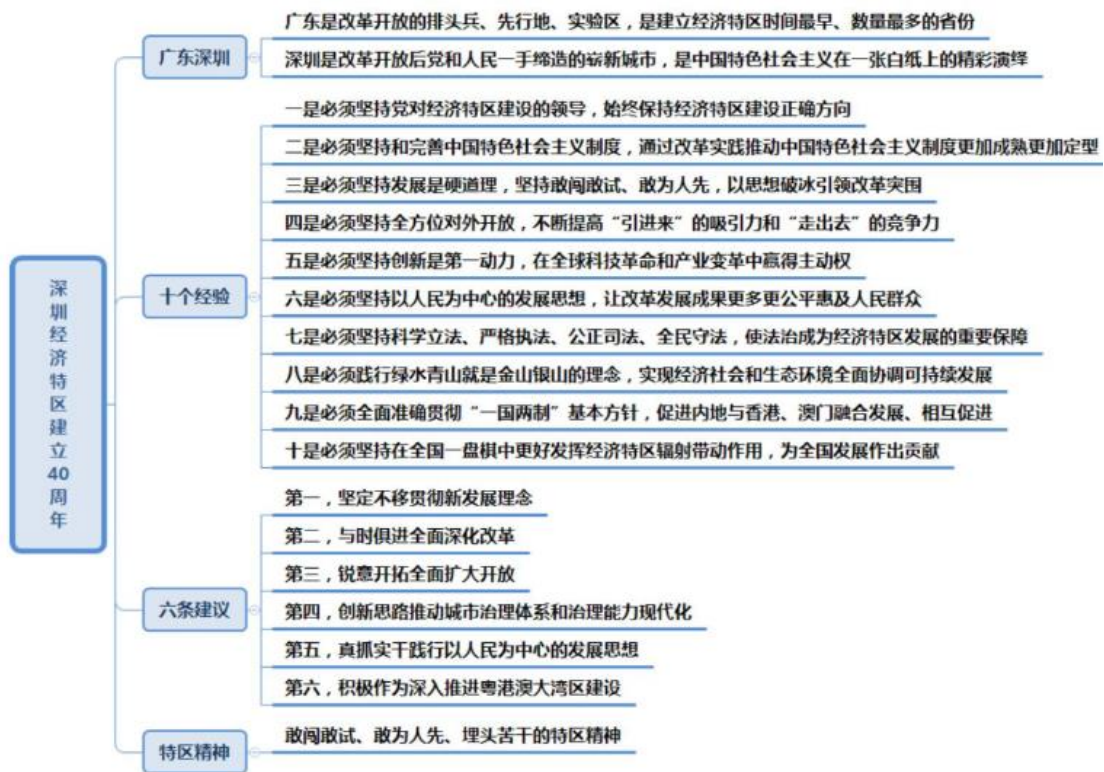 深圳经济特区建立40周年
广东深圳
广东是改革开放的排头兵、先行地、实验区，是建立经济特区时间最早、数量最多的省份
深圳是改革开放后党和人民一手缔造的崭新城市，是中国特色社会主义在一张白纸上的精彩演绎
十个经验
一是必须坚持党对经济特区建设的领导，始终保持经济特区建设正确方向
二是必须坚持和完善中国特色社会主义制度，通过改革实践推动中国特色社会主义制度更加成熟更加定型
三是必须坚持发展是硬道理，坚持敢闯敢试、敢为人先，以思想破冰引领改革突围
四是必须坚持全方位对外开放，不断提高“引进来”的吸引力和“走出去”的竞争力
五是必须坚持创新是第一动力，在全球科技革命和产业变革中赢得主动权
六是必须坚持以人民为中心的发展思想，让改革发展成果更多更公平惠及人民群众
七是必须坚持科学立法、严格执法、公正司法、全民守法，使法治成为经济特区发展的重要保障
八是必须践行绿水青山就是金山银山的理念，实现经济社会和生态环境全面协调可持续发展
九是必须全面准确贯彻“一国两制”基本方针，促进内地与香港、澳门融合发展、相互促进
十是必须坚持在全国一盘棋中更好发挥经济特区辐射带动作用，为全国发展作出贡献
六条建议
第一，坚定不移贯彻新发展理念
第二，与时俱进全面深化改革
第三，锐意开拓全面扩大开放
第四，创新思路推动城市治理体系和治理能力现代化
第五，真抓实干践行以人民为中心的发展思想
第六，积极作为深入推进粤港澳大湾区建设
特区精神
敢闯敢试、敢为人先、埋头苦干的特区精神